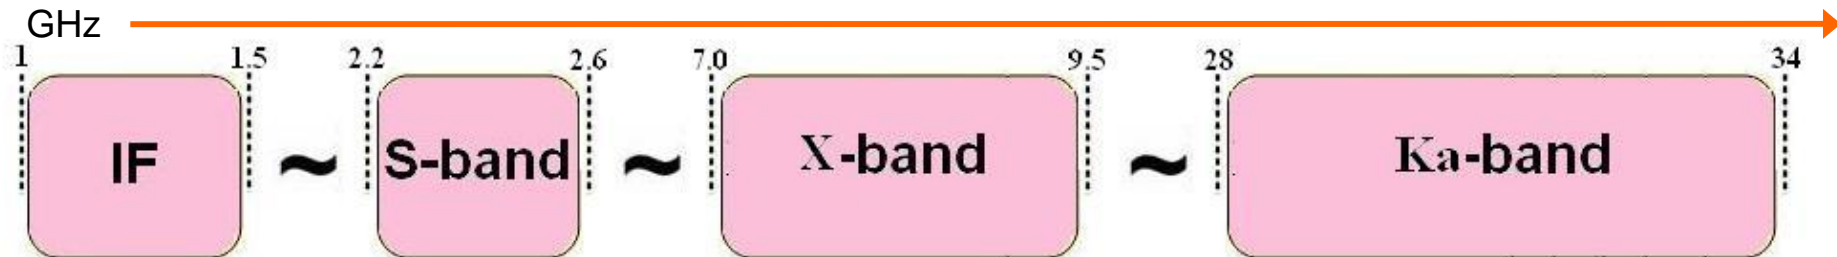 GHz
1 1.5 2.2 2.6 7.0 9.5 28 34
IF ~ S-band ~ X-band ~ Ka-band